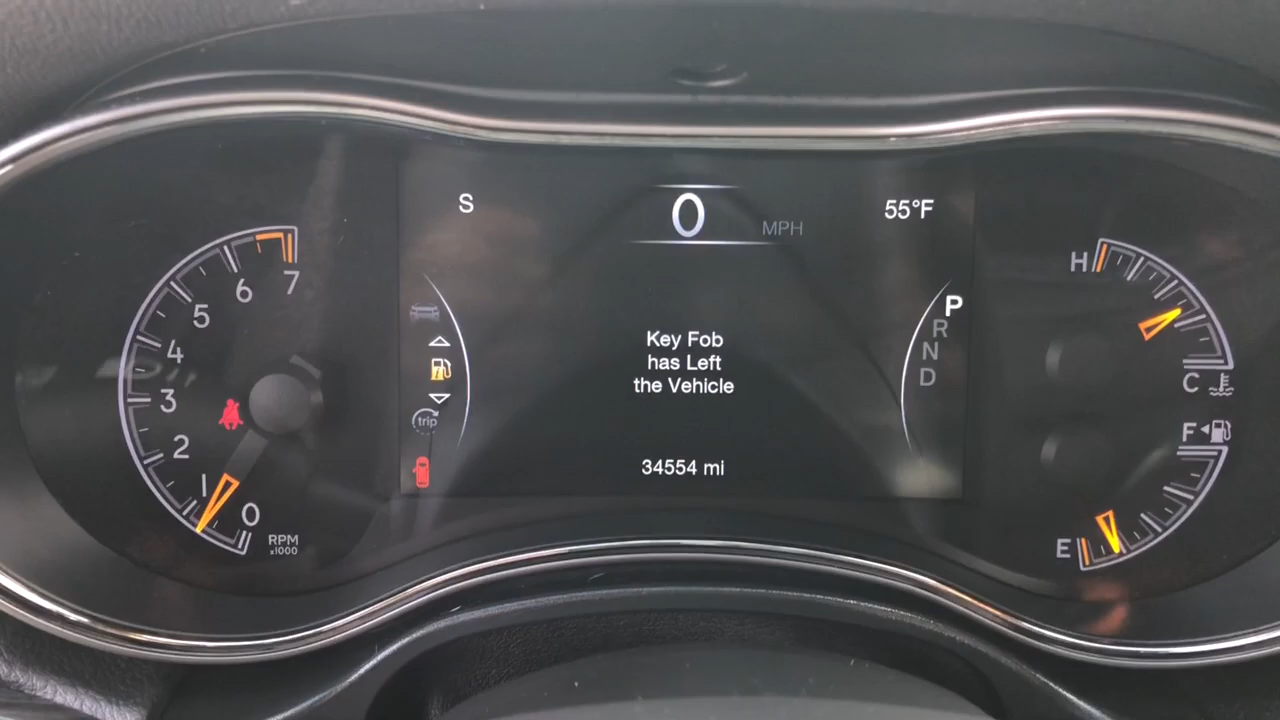 S
0 MPH
55°F
7
6
5
4
3
2
1
0
RPM
x1000
trip
Key Fob
has Left
the Vehicle
34554 mi
P
R
N
D
H
C
F
E